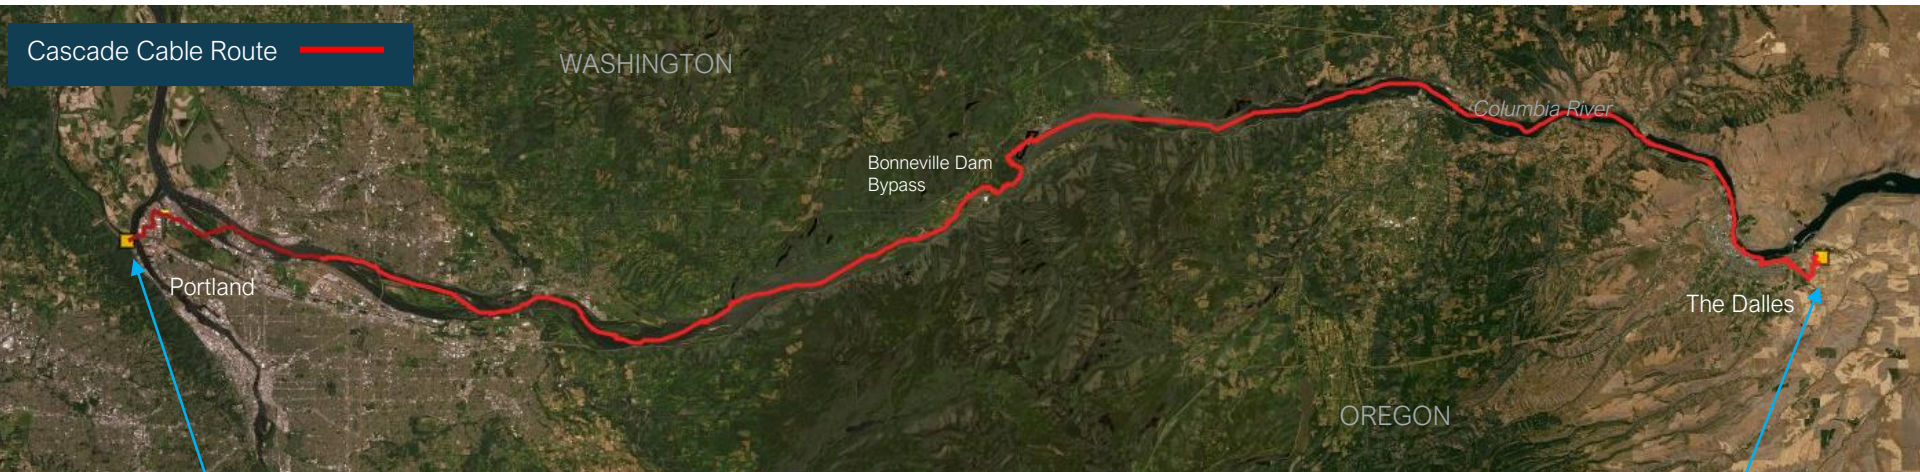 Cascade Cable Route
WASHINGTON
Columbia River
Bonneville Dam
Bypass
Portland
The Dalles
OREGON